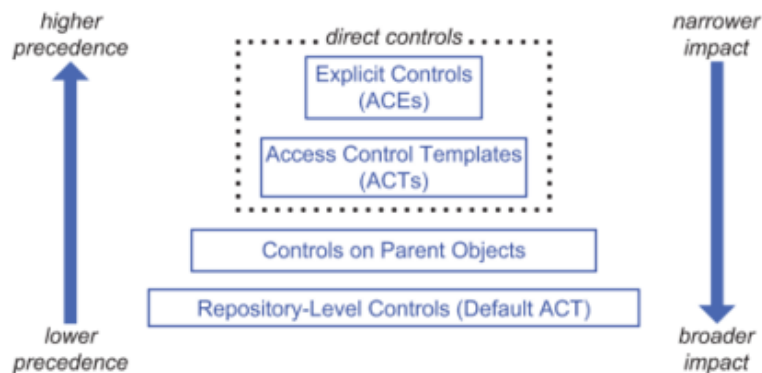 higher
precedence
direct controls
narrower
impact
Explicit Controls
(ACEs)
Access Control Templates
(ACTs)
Controls on Parent Objects
Repository-Level Controls (Default ACT)
lower
precedence
broader
impact